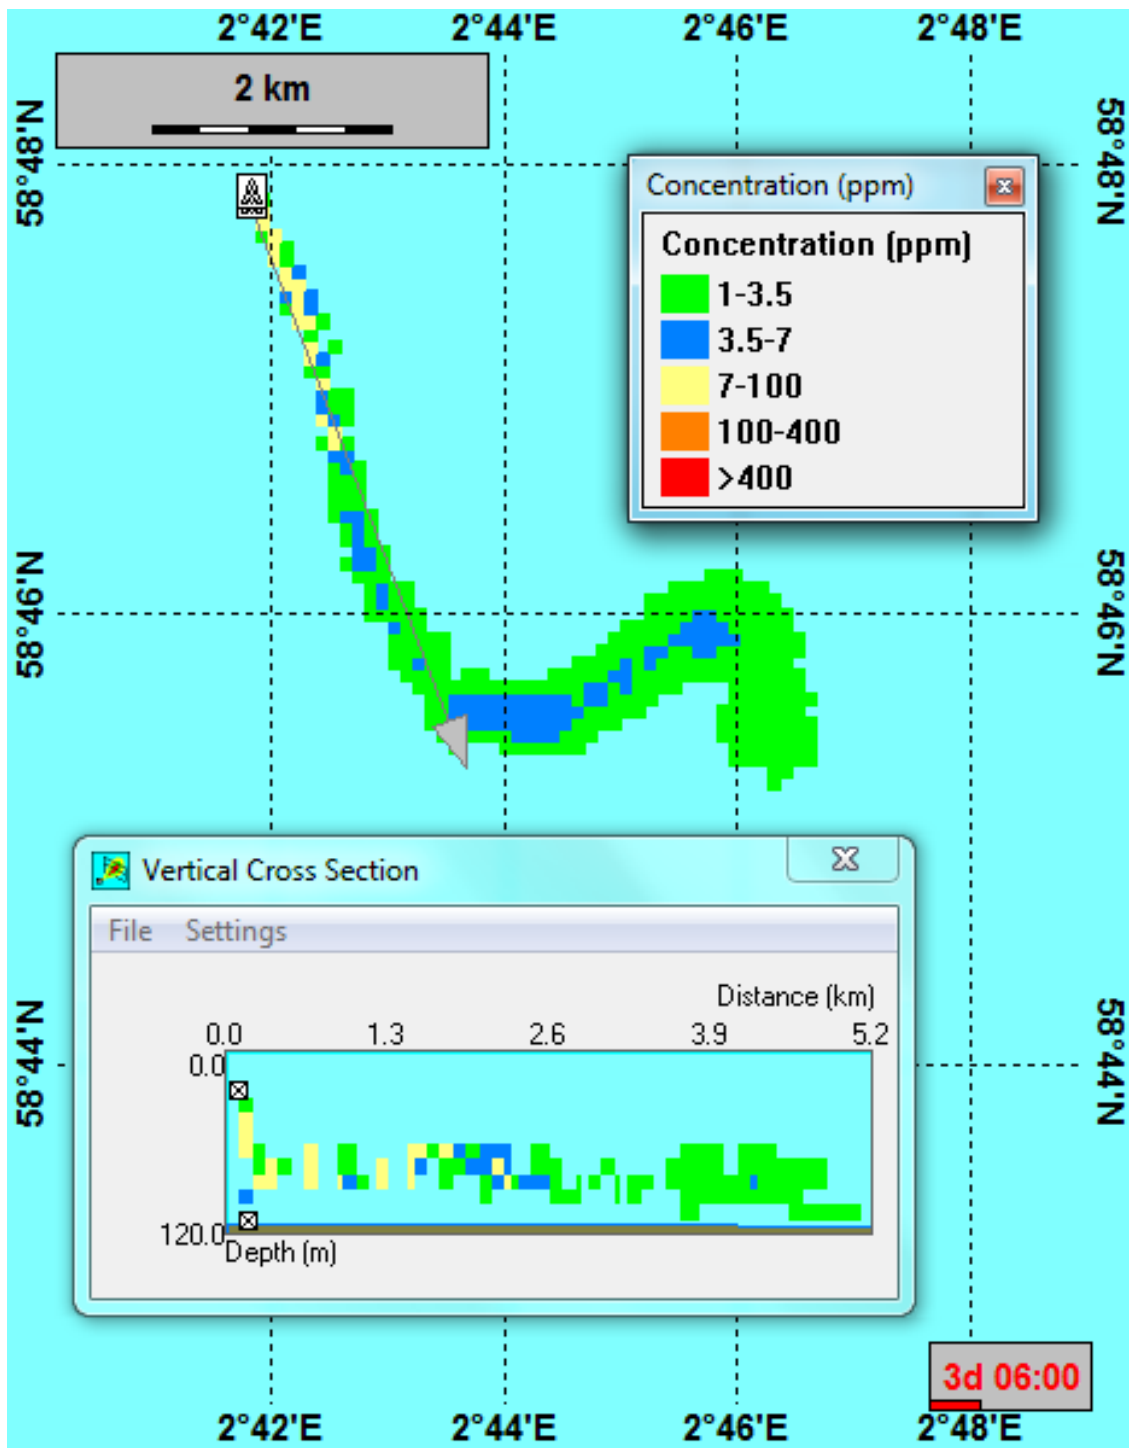 2°42'E 2°44'E 2°46'E 2°48'E
2 km
58°48'N
58°48'N
Concentration (ppm)
Concentration (ppm)
1-3.5
3.5-7
7-100
100-400
>400
58°46'N
58°46'N
Vertical Cross Section
File Settings
Distance (km)
0.0 1.3 2.6 3.9 5.2
0.0
120.0
Depth (m)
58°44'N
58°44'N
3d 06:00
2°42'E 2°44'E 2°46'E 2°48'E